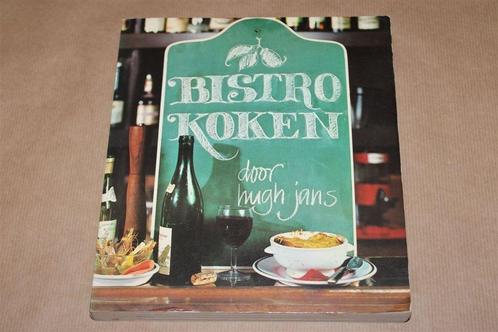 BISTRO
KOKEN
door
hugh jans